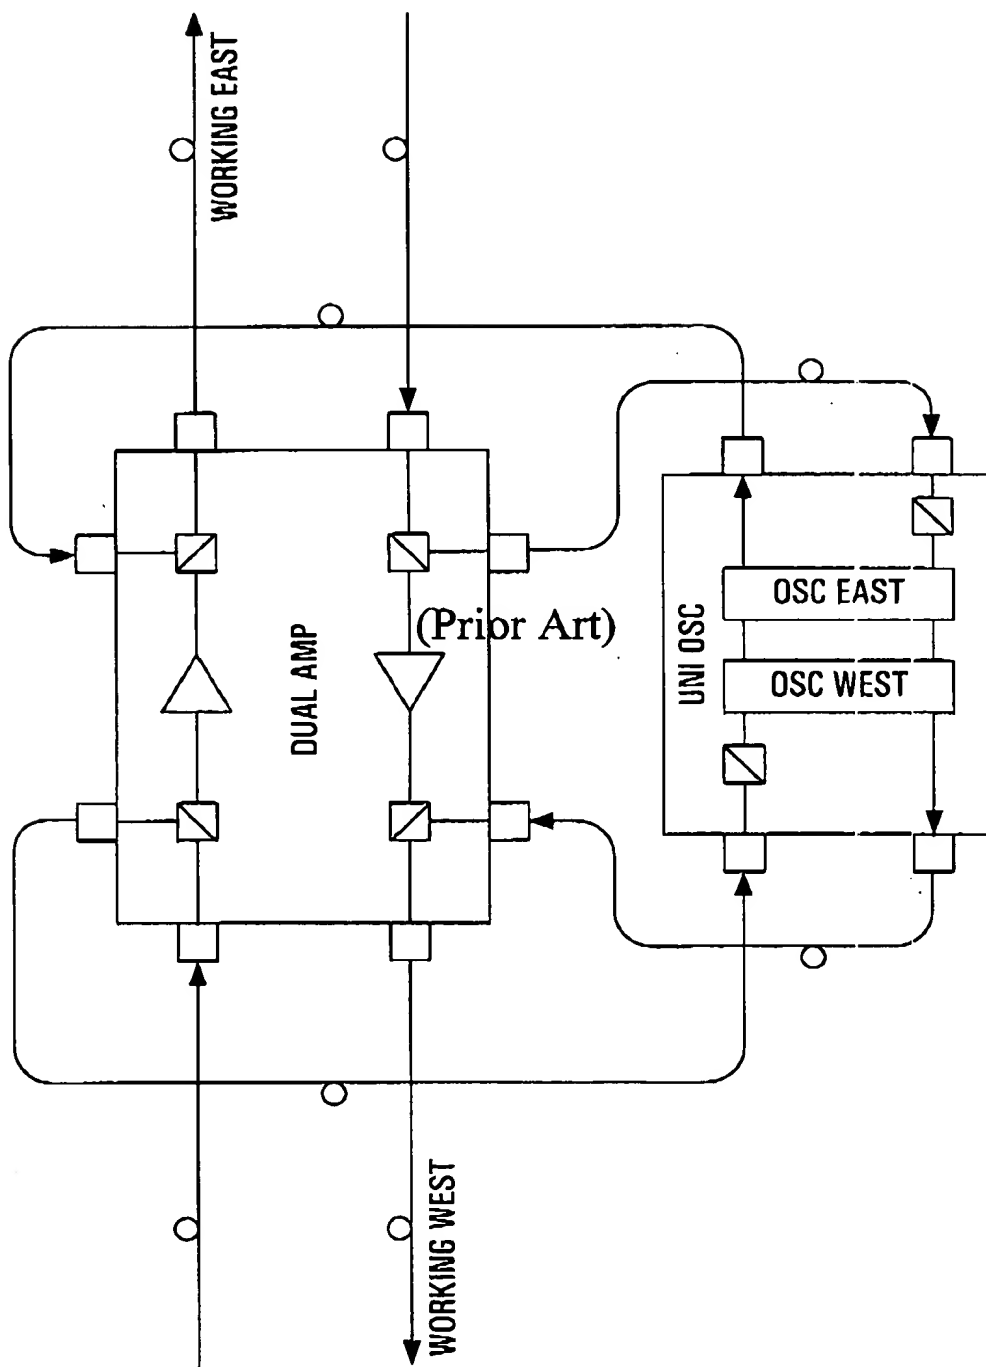 WORKING EAST
(Prior Art)
DUAL AMP
UNI OSC
OSC EAST
OSC WEST
WORKING WEST